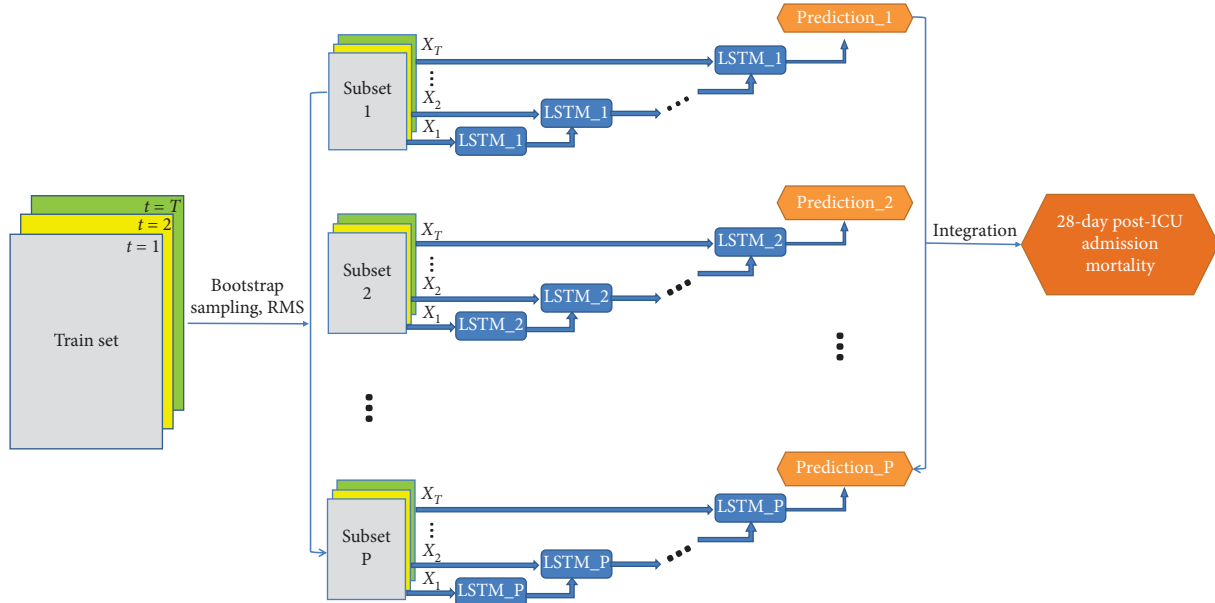 t = T
t = 2
t = 1
Train set
Bootstrap
sampling, RMS
Subset
1
X_T
X_2
X_1
LSTM_1
LSTM_1
LSTM_1
Prediction_1
Subset
2
X_T
X_2
X_1
LSTM_2
LSTM_2
LSTM_2
Prediction_2
Subset
P
X_T
X_2
X_1
LSTM_P
LSTM_P
LSTM_P
Prediction_P
Integration
28-day post-ICU
admission
mortality